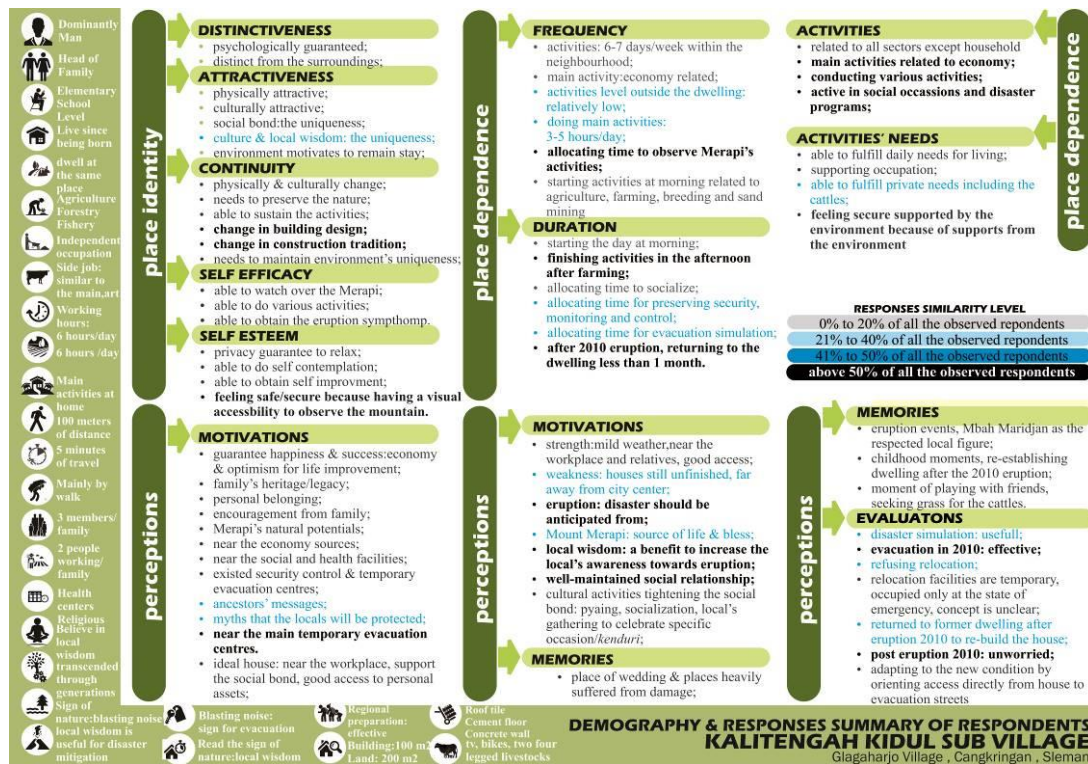 Dominantly
Man
Head of
Family
Elementary
School
Level
Live since
being born
dwell at
the same
place
Agriculture
Forestry
Fishery
Independent
occupation
Side job:
similar to
the main,art
Working
hours:
6 hours/day
6 hours /day
Main
activities at
home
100 meters
of distance
5 minutes
of travel
Mainly by
walk
3 members/
family
2 people
working/
family
Health
centers
Religious
Believe in
local
wisdom
transcended
through
generations
Sign of
nature:blasting noise
local wisdom is
useful for disaster
mitigation
place identity
DISTINCTIVENESS
• psychologically guaranteed;
• distinct from the surroundings;
ATTRACTIVENESS
• physically attractive;
• culturally attractive;
• social bond:the uniqueness;
• culture & local wisdom: the uniqueness;
• environment motivates to remain stay;
CONTINUITY
• physically & culturally change;
• needs to preserve the nature;
• able to sustain the activities;
• change in building design;
• change in construction tradition;
• needs to maintain environment's uniqueness;
SELF EFFICACY
• able to watch over the Merapi;
• able to do various activities;
• able to obtain the eruption sympthomp.
SELF ESTEEM
• privacy guarantee to relax;
• able to do self contemplation;
• able to obtain self improvment;
• feeling safe/secure because having a visual
accessbility to observe the mountain.
place dependence
FREQUENCY
• activities: 6-7 days/week within the
neighbourhood;
• main activity:economy related;
• activities level outside the dwelling:
relatively low;
• doing main activities:
3-5 hours/day;
• allocating time to observe Merapi's
activities;
• starting activities at morning related to
agriculture, farming, breeding and sand
mining
DURATION
• starting the day at morning;
• finishing activities in the afternoon
after farming;
• allocating time to socialize;
• allocating time for preserving security,
monitoring and control;
• allocating time for evacuation simulation;
• after 2010 eruption, returning to the
dwelling less than 1 month.
ACTIVITIES
• related to all sectors except household
• main activities related to economy;
• conducting various activities;
• active in social occassions and disaster
programs;
ACTIVITIES' NEEDS
• able to fulfill daily needs for living;
• supporting occupation;
• able to fulfill private needs including the
cattles;
• feeling secure supported by the
environment because of supports from
the environment
place dependence
RESPONSES SIMILARITY LEVEL
0% to 20% of all the observed repondents
21% to 40% of all the observed repondents
41% to 50% of all the observed repondents
above 50% of all the observed respondents
perceptions
MOTIVATIONS
• guarantee happiness & success:economy
& optimism for life improvement;
• family's heritage/legacy;
• personal belonging;
• encouragement from family;
• Merapi's natural potentials;
• near the economy sources;
• near the social and health facilities;
• existed security control & temporary
evacuation centres;
• ancestors' messages;
• myths that the locals will be protected;
• near the main temporary evacuation
centres.
• ideal house: near the workplace, support
the social bond, good access to personal
assets;
perceptions
MOTIVATIONS
• strength:mild weather,near the
workplace and relatives, good access;
• weakness: houses still unfinished, far
away from city center;
• eruption: disaster should be
anticipated from;
• Mount Merapi: source of life & bless;
• local wisdom: a benefit to increase the
local's awareness towards eruption;
• well-maintained social relationship;
• cultural activities tightening the social
bond: pyaing, socialization, local's
gathering to celebrate specific
occasion/kenduri;
MEMORIES
• place of wedding & places heavily
suffered from damage;
perceptions
MEMORIES
• eruption events, Mbah Maridjan as the
respected local figure;
• childhood moments, re-establishing
dwelling after the 2010 eruption;
• moment of playing with friends,
seeking grass for the cattles.
EVALUATONS
• disaster simulation: usefull;
• evacuation in 2010: effective;
• refusing relocation;
• relocation facilities are temporary,
occupied only at the state of
emergency, concept is unclear;
• returned to former dwelling after
eruption 2010 to re-build the house;
• post eruption 2010: unworried;
• adapting to the new condition by
orienting access directly from house to
evacuation streets
Blasting noise:
sign for evacuation
Read the sign of
nature:local wisdom
Regional
preparation:
effective
Building:100 m2
Land: 200 m2
Roof tile
Cement floor
Concrete wall
tv, bikes, two four
legged livestocks
DEMOGRAPHY & RESPONSES SUMMARY OF RESPONDENTS
KALITENGAH KIDUL SUB VILLAGE
Glagaharjo Village , Cangkringan , Sleman